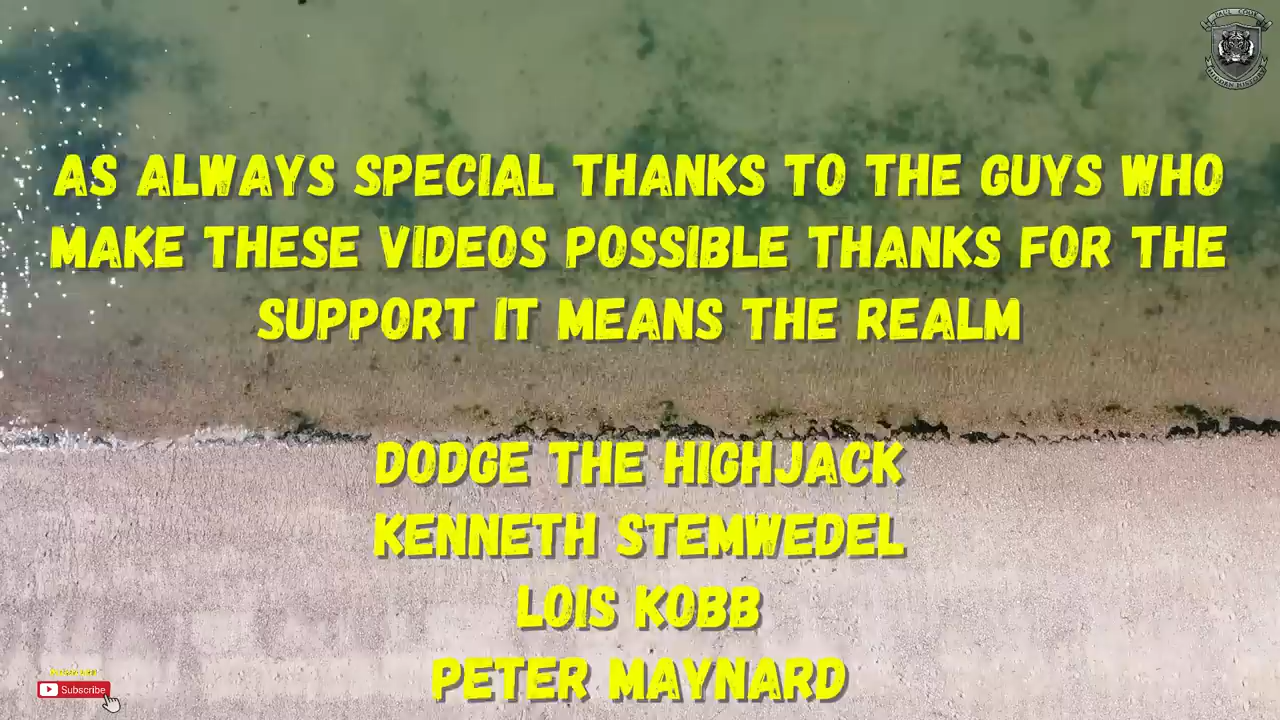 AS ALWAYS SPECIAL THANKS TO THE GUYS WHO
MAKE THESE VIDEOS POSSIBLE THANKS FOR THE
SUPPORT IT MEANS THE REALM
DODGE THE HIGHJACK
KENNETH STEMWEDEL
LOIS KOBB
PETER MAYNARD
Subscribe